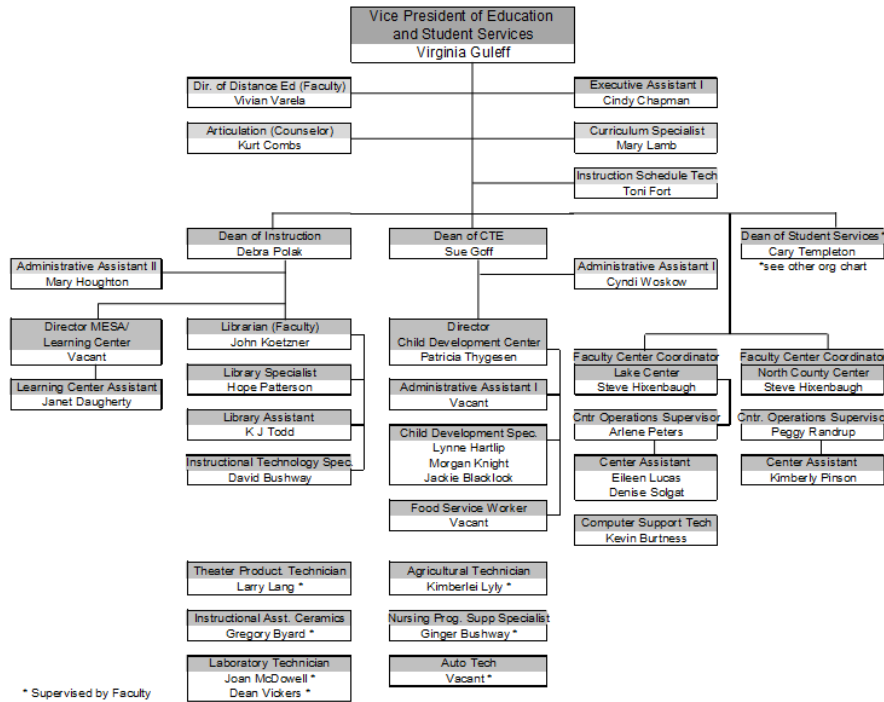 Vice President of Education
and Student Services
Virginia Guleff
Dir. of Distance Ed (Faculty)
Vivian Varela
Executive Assistant I
Cindy Chapman
Articulation (Counselor)
Kurt Combs
Curriculum Specialist
Mary Lamb
Instruction Schedule Tech
Toni Fort
Dean of Instruction
Debra Polak
Dean of CTE
Sue Goff
Dean of Student Services*
Cary Templeton
*see other org chart
Administrative Assistant II
Mary Houghton
Administrative Assistant I
Cyndi Woskow
Director MESA/
Learning Center
Vacant
Learning Center Assistant
Janet Daugherty
Librarian (Faculty)
John Koetzner
Library Specialist
Hope Patterson
Library Assistant
K J Todd
Instructional Technology Spec.
David Bushway
Director
Child Development Center
Patricia Thygesen
Administrative Assistant I
Vacant
Child Development Spec.
Lynne Hartlip
Morgan Knight
Jackie Blacklock
Food Service Worker
Vacant
Faculty Center Coordinator
Lake Center
Steve Hixenbaugh
Cntr Operations Supervisor
Arlene Peters
Center Assistant
Eileen Lucas
Denise Solgat
Computer Support Tech
Kevin Burtness
Faculty Center Coordinator
North County Center
Steve Hixenbaugh
Cntr. Operations Supervisor
Peggy Randrup
Center Assistant
Kimberly Pinson
Theater Product. Technician
Larry Lang *
Agricultural Technician
Kimberlei Lyly *
Instructional Asst. Ceramics
Gregory Byard *
Nursing Prog. Supp Specialist
Ginger Bushway *
Laboratory Technician
Joan McDowell *
Dean Vickers *
Auto Tech
Vacant *
* Supervised by Faculty